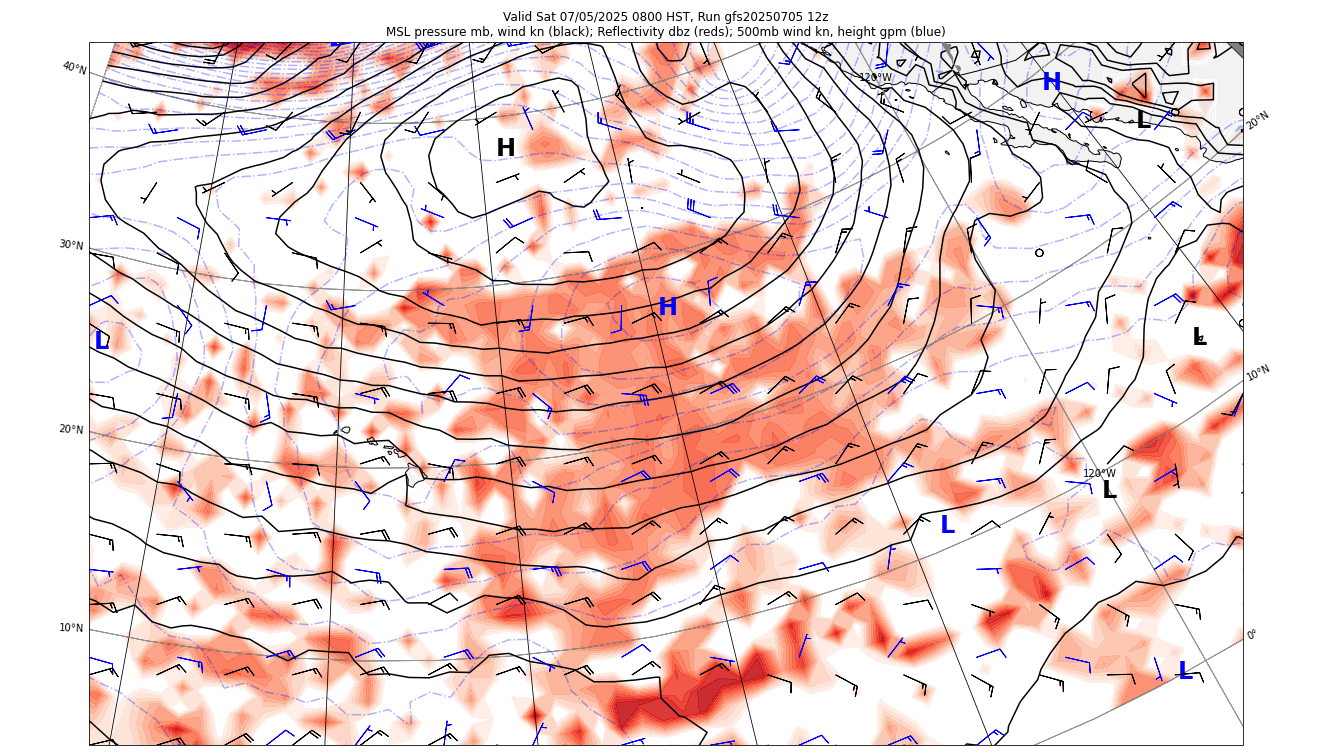 Valid Sat 07/05/2025 0800 HST, Run gfs20250705 12z
MSL pressure mb, wind kn (black); Reflectivity dbz (reds); 500mb wind kn, height gpm (blue)
L
40°N
120°W
H
L
20°N
H
30°N
H
L
L
10°N
20°N
120°W
L
L
10°N
0°
L